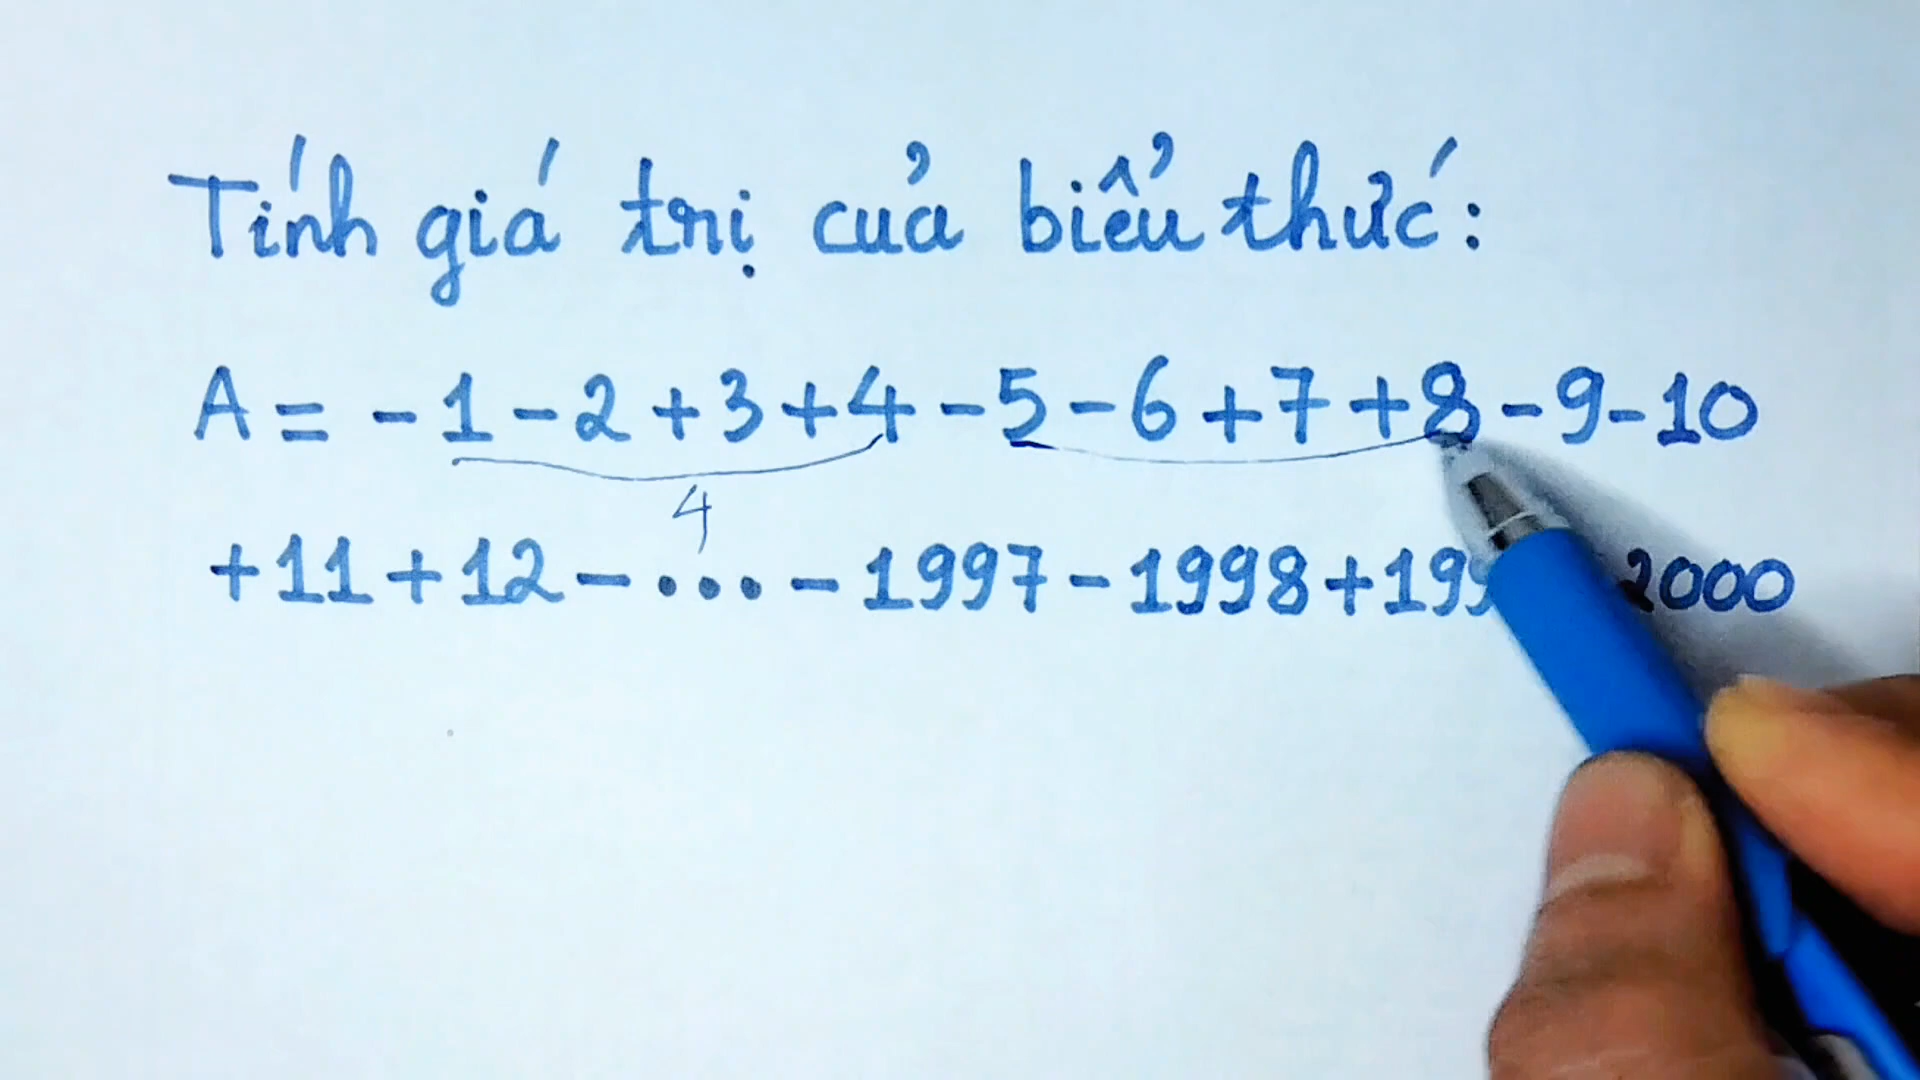 Tính giá trị của biểu thức:
A = -1-2+3+4-5-6+7+8-9-10
4
+11+12-...-1997-1998+199 2000